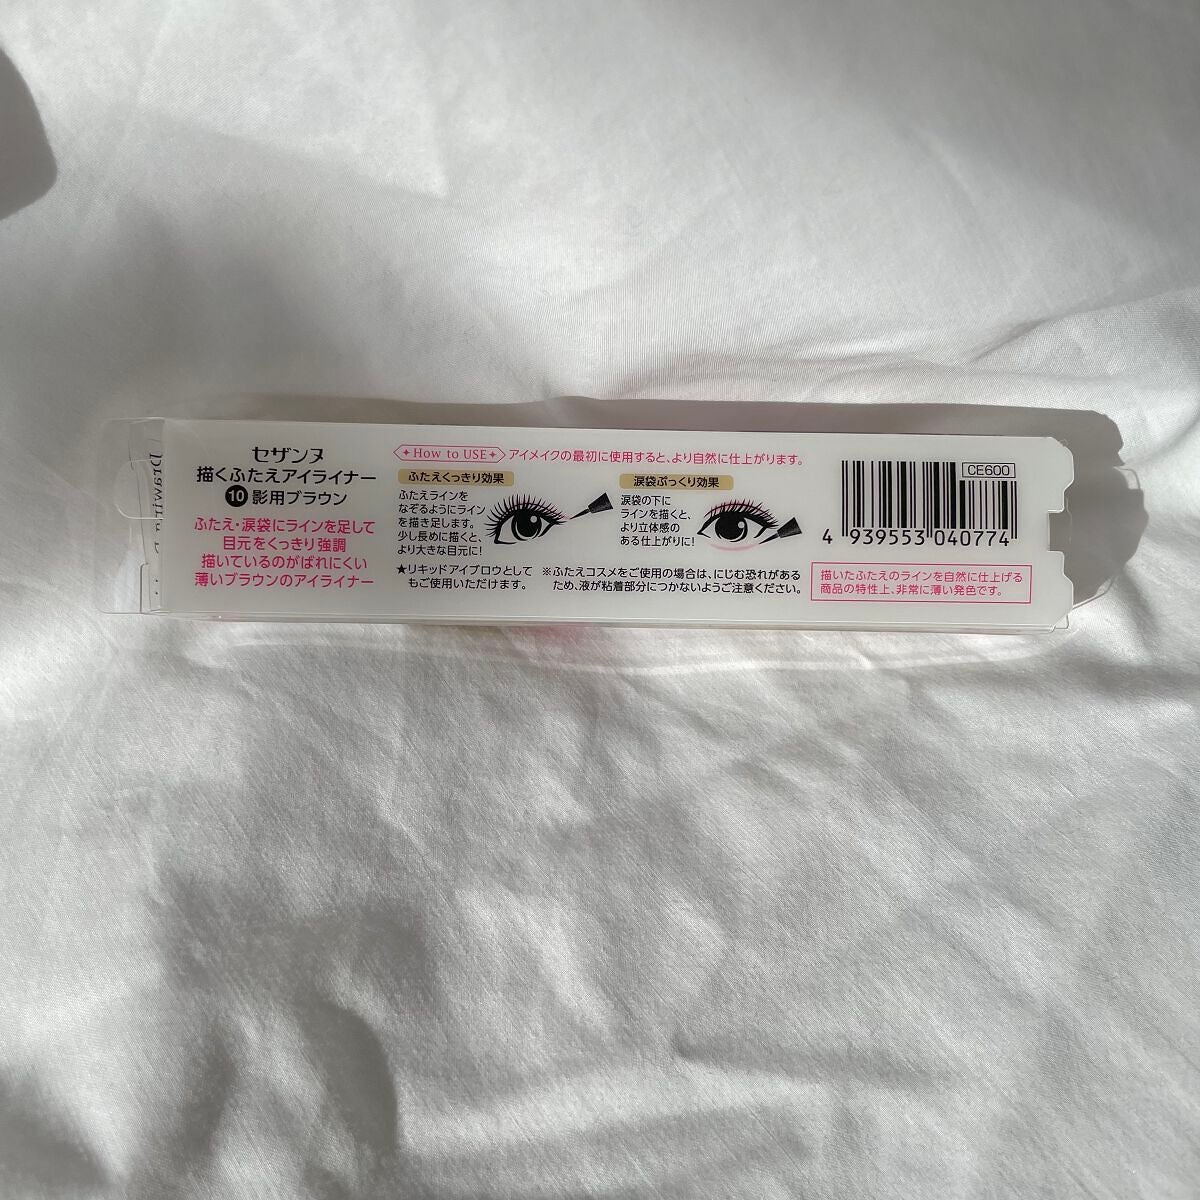 セザンヌ
描くふたえアイライナー
10 影用ブラウン
ふたえ・涙袋にラインを足して
目元をくっきり強調
描いているのがばれにくい
薄いブラウンのアイライナー
How to USE アイメイクの最初に使用すると、より自然に仕上がります。
ふたえくっきり効果
ふたえラインを
なぞるようにライン
を描き足します。
少し長めに描くと、
より大きな目元に!
★リキッドアイブロウとして
もご使用いただけます。
涙袋ぷっくり効果
涙袋の下に
ラインを描くと、
より立体感の
ある仕上がりに!
※ふたえコスメをご使用の場合は、にじむ恐れがある
ため、液が粘着部分につかないようご注意ください。
CE600
4 939553 040774
描いたふたえのラインを自然に仕上げる
商品の特性上、非常に薄い発色です。